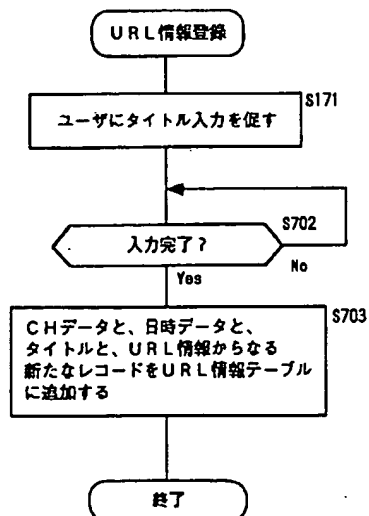 URL情報登録
S171
ユーザにタイトル入力を促す
S702
入力完了?
No
Yes
S703
CHデータと、日時データと、
タイトルと、URL情報からなる
新たなレコードをURL情報テーブル
に追加する
終了